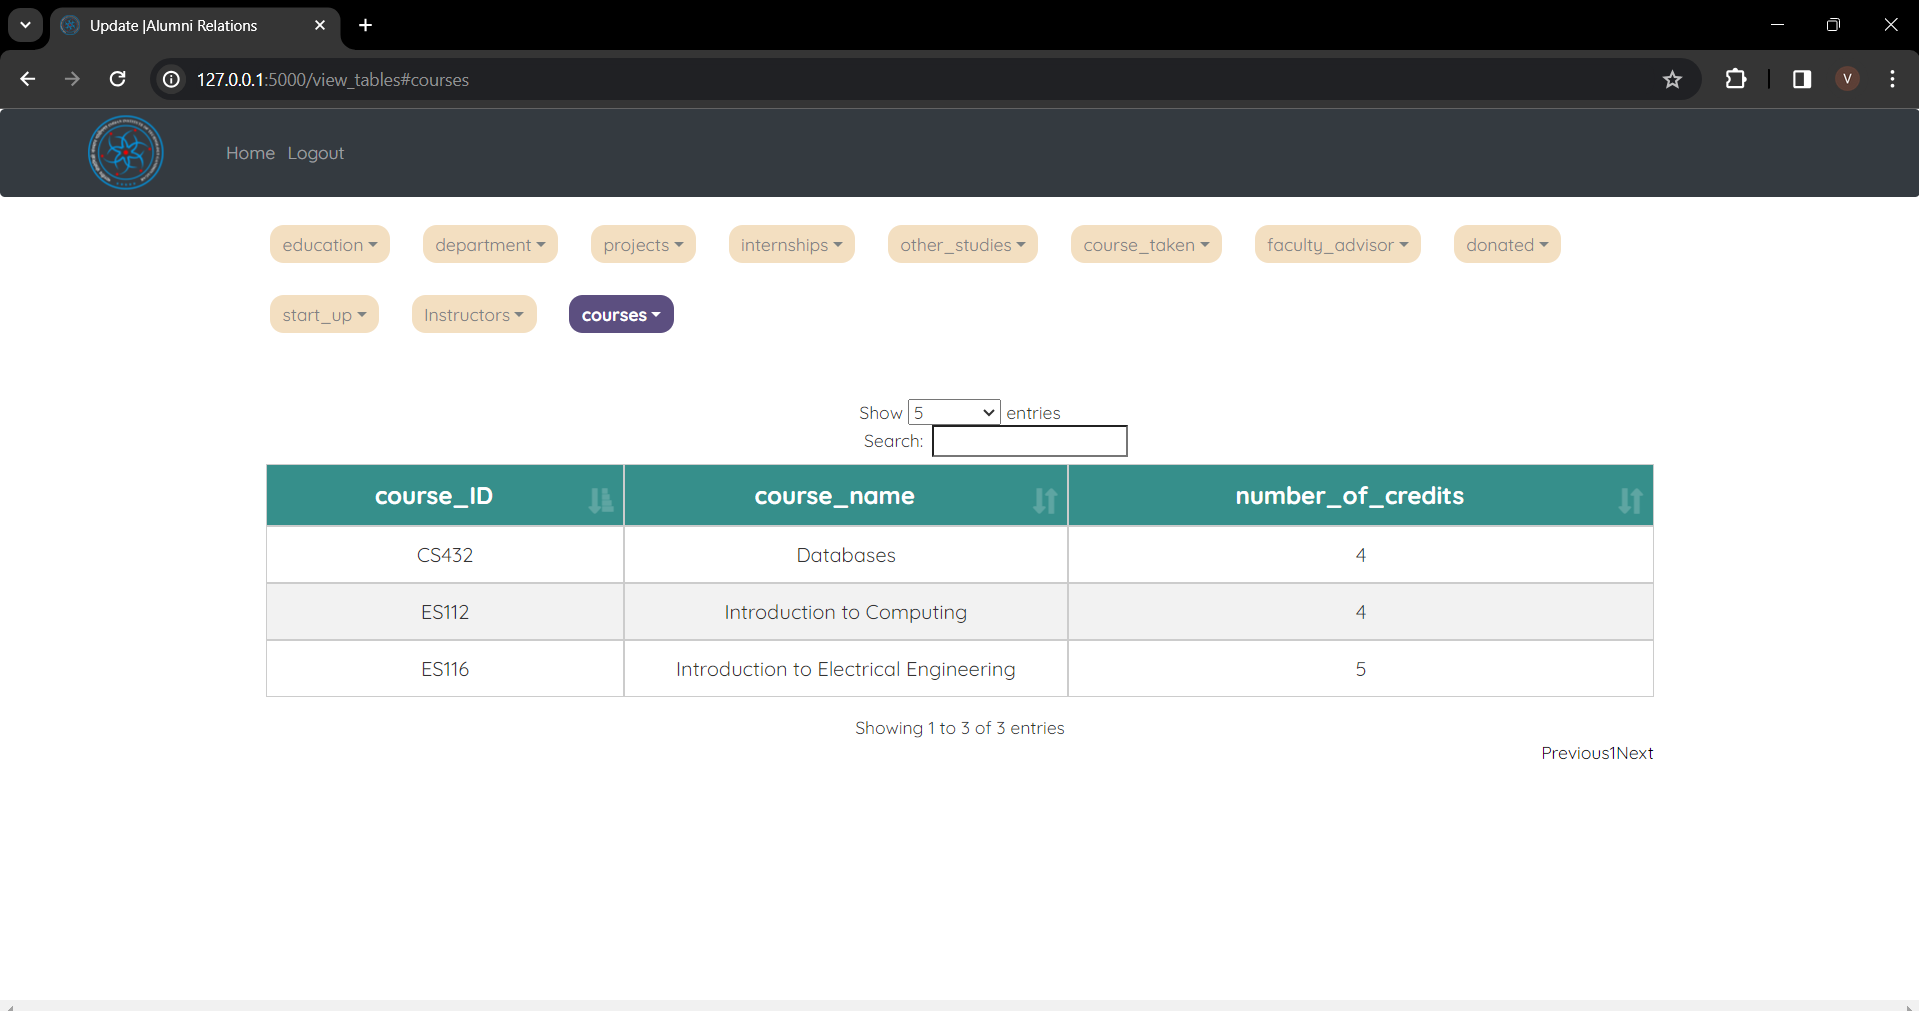 Update |Alumni Relations
127.0.0.1:5000/view_tables#courses
V
Home Logout
education department projects internships other_studies course_taken faculty_advisor donated
start_up Instructors courses
Show 5 entries
Search:
course_ID course_name number_of_credits
CS432 Databases 4
ES112 Introduction to Computing 4
ES116 Introduction to Electrical Engineering 5
Showing 1 to 3 of 3 entries
Previous1Next